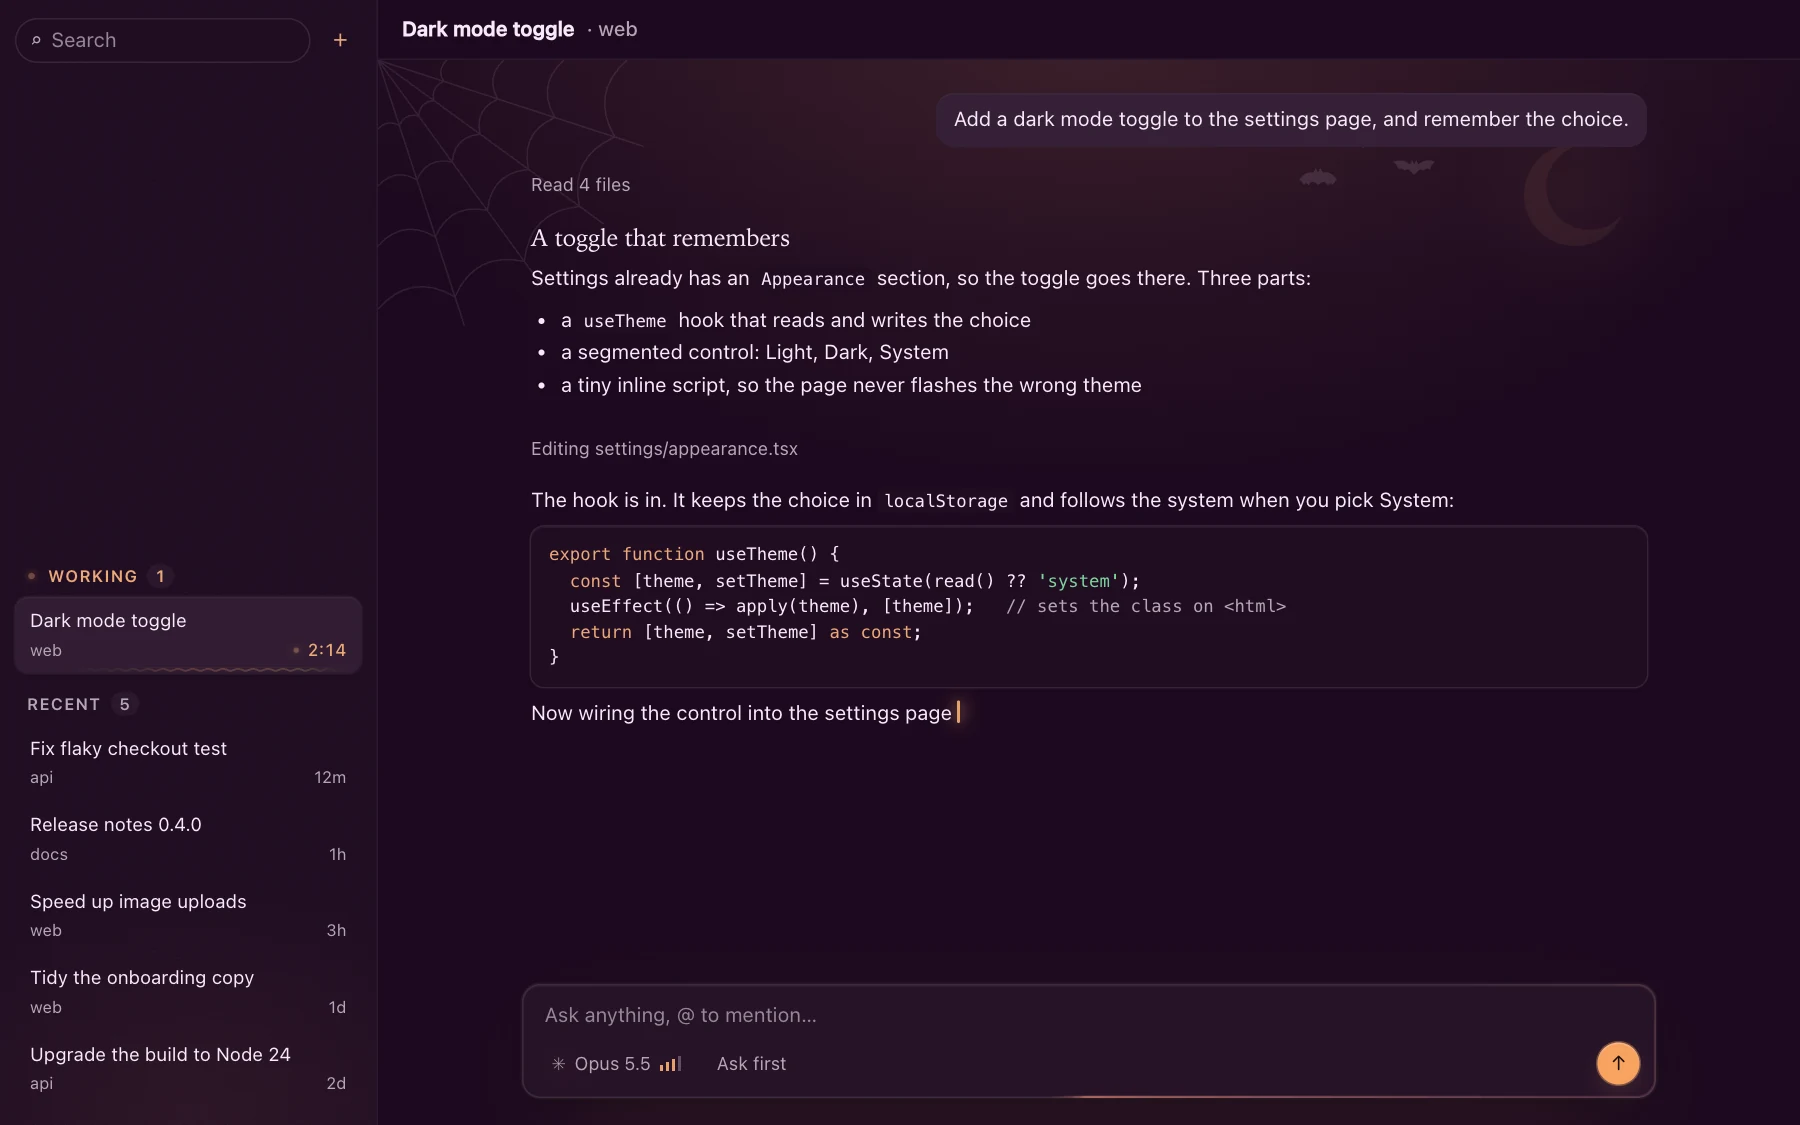 Search
+
WORKING 1
Dark mode toggle
web 2:14
RECENT 5
Fix flaky checkout test
api 12m
Release notes 0.4.0
docs 1h
Speed up image uploads
web 3h
Tidy the onboarding copy
web 1d
Upgrade the build to Node 24
api 2d
Dark mode toggle · web
Add a dark mode toggle to the settings page, and remember the choice.
Read 4 files
A toggle that remembers
Settings already has an Appearance section, so the toggle goes there. Three parts:
• a useTheme hook that reads and writes the choice
• a segmented control: Light, Dark, System
• a tiny inline script, so the page never flashes the wrong theme
Editing settings/appearance.tsx
The hook is in. It keeps the choice in localStorage and follows the system when you pick System:
export function useTheme() {
  const [theme, setTheme] = useState(read() ?? 'system');
  useEffect(() => apply(theme), [theme]);   // sets the class on <html>
  return [theme, setTheme] as const;
}
Now wiring the control into the settings page
Ask anything, @ to mention...
Opus 5.5 Ask first